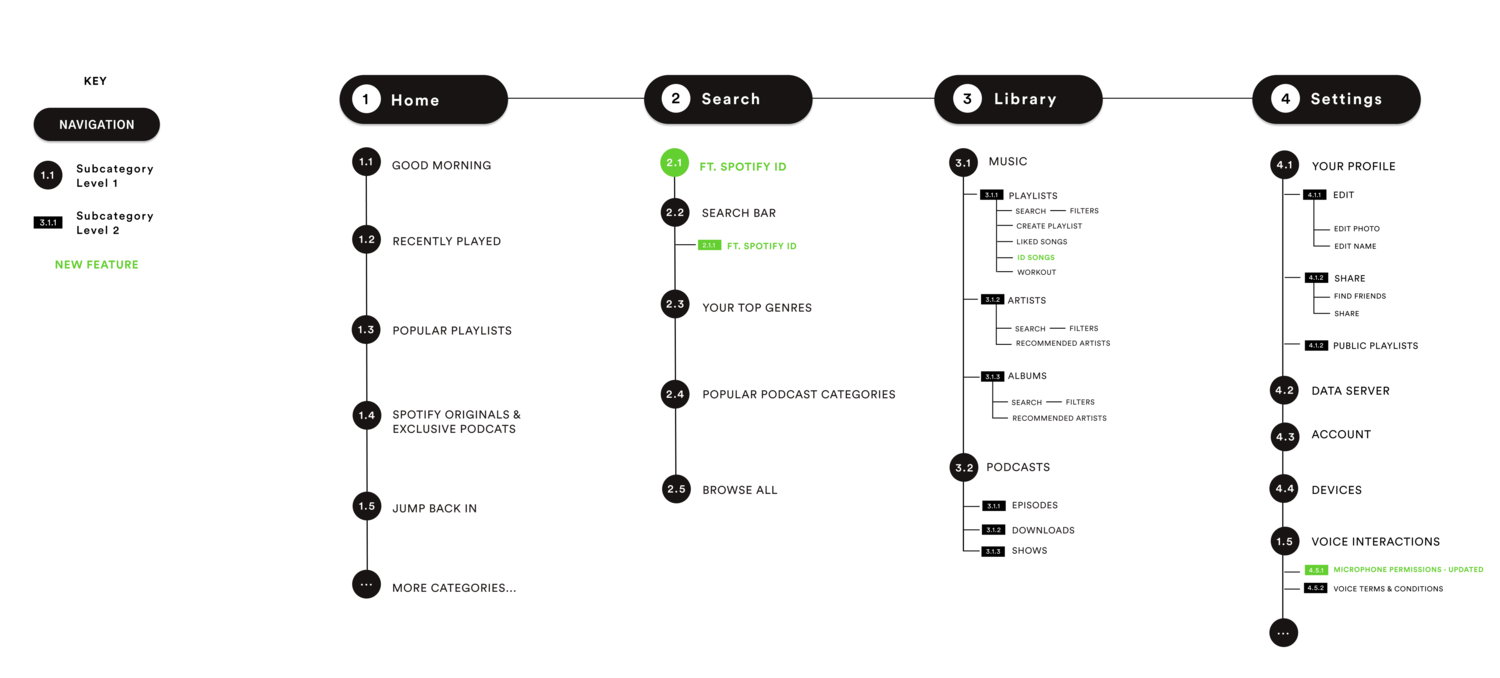 KEY
NAVIGATION
1.1
Subcategory
Level 1
3.1.1
Subcategory
Level 2
NEW FEATURE
1 Home
1.1 GOOD MORNING
1.2 RECENTLY PLAYED
1.3 POPULAR PLAYLISTS
1.4 SPOTIFY ORIGINALS &
EXCLUSIVE PODCATS
1.5 JUMP BACK IN
... MORE CATEGORIES...
2 Search
2.1 FT. SPOTIFY ID
2.2 SEARCH BAR
2.1.1 FT. SPOTIFY ID
2.3 YOUR TOP GENRES
2.4 POPULAR PODCAST CATEGORIES
2.5 BROWSE ALL
3 Library
3.1 MUSIC
3.1.1 PLAYLISTS
SEARCH FILTERS
CREATE PLAYLIST
LIKED SONGS
ID SONGS
WORKOUT
3.1.2 ARTISTS
SEARCH FILTERS
RECOMMENDED ARTISTS
3.1.3 ALBUMS
SEARCH FILTERS
RECOMMENDED ARTISTS
3.2 PODCASTS
3.1.1 EPISODES
3.1.2 DOWNLOADS
3.1.3 SHOWS
4 Settings
4.1 YOUR PROFILE
4.1.1 EDIT
EDIT PHOTO
EDIT NAME
4.1.2 SHARE
FIND FRIENDS
SHARE
4.1.2 PUBLIC PLAYLISTS
4.2 DATA SERVER
4.3 ACCOUNT
4.4 DEVICES
1.5 VOICE INTERACTIONS
4.5.1 MICROPHONE PERMISSIONS - UPDATED
4.5.2 VOICE TERMS & CONDITIONS
...